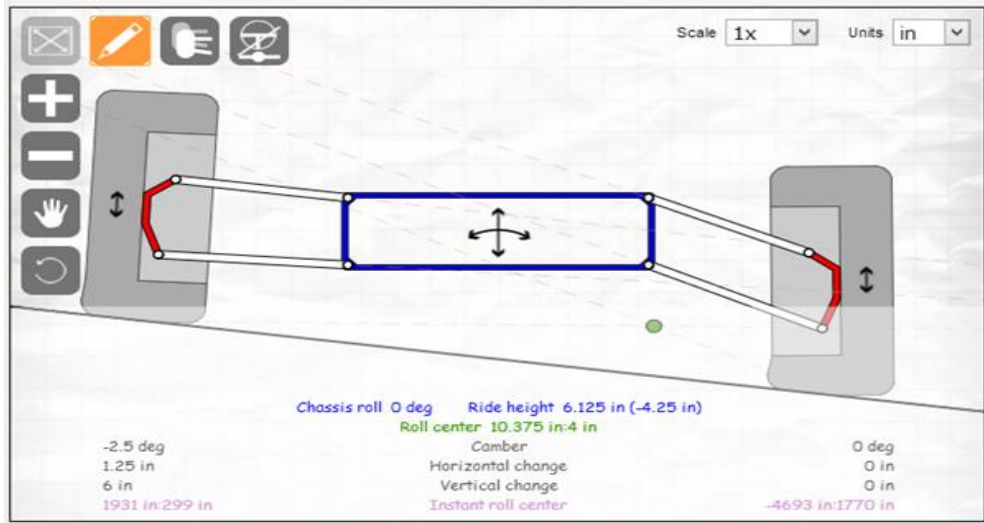 Scale 1x Units in
Chassis roll 0 deg Ride height 6.125 in (-4.25 in)
Roll center 10.375 in:4 in
-2.5 deg Camber 0 deg
1.25 in Horizontal change 0 in
6 in Vertical change 0 in
1931 in:299 in Instant roll center -4693 in:1770 in